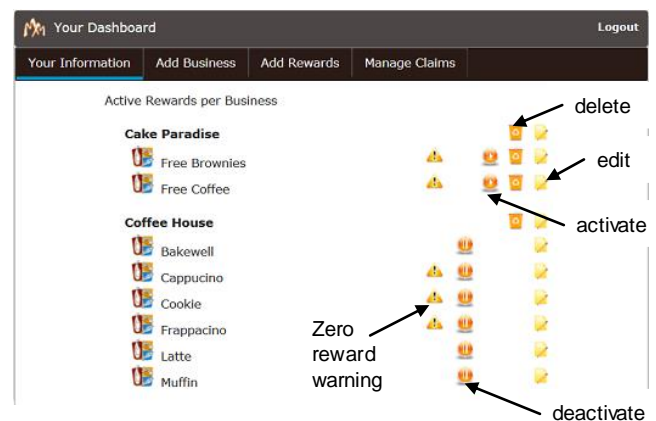 Your Dashboard
Logout
Your Information Add Business Add Rewards Manage Claims
Active Rewards per Business
delete
Cake Paradise
Free Brownies
edit
Free Coffee
activate
Coffee House
Bakewell
Cappucino
Cookie
Zero
reward
warning
Frappacino
Latte
Muffin
deactivate